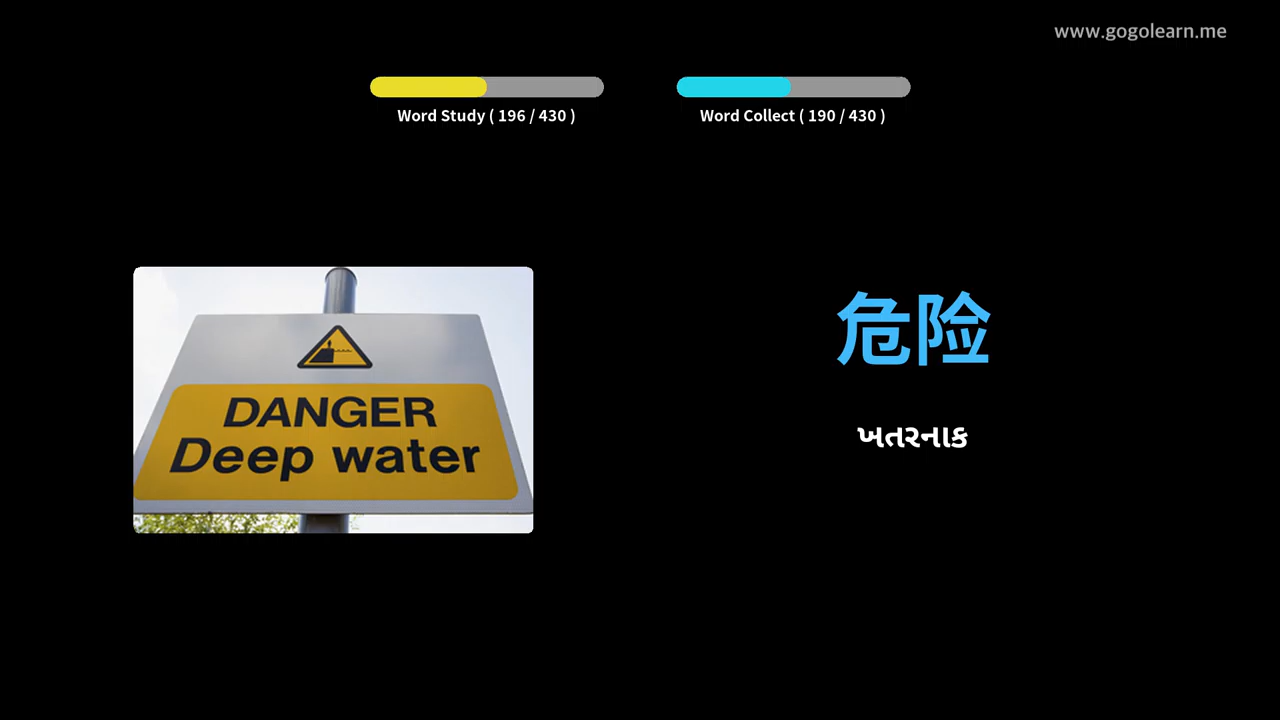 www.gogolearn.me
Word Study ( 196 / 430 )
Word Collect ( 190 / 430 )
DANGER
Deep water
危险
ખતરનાક